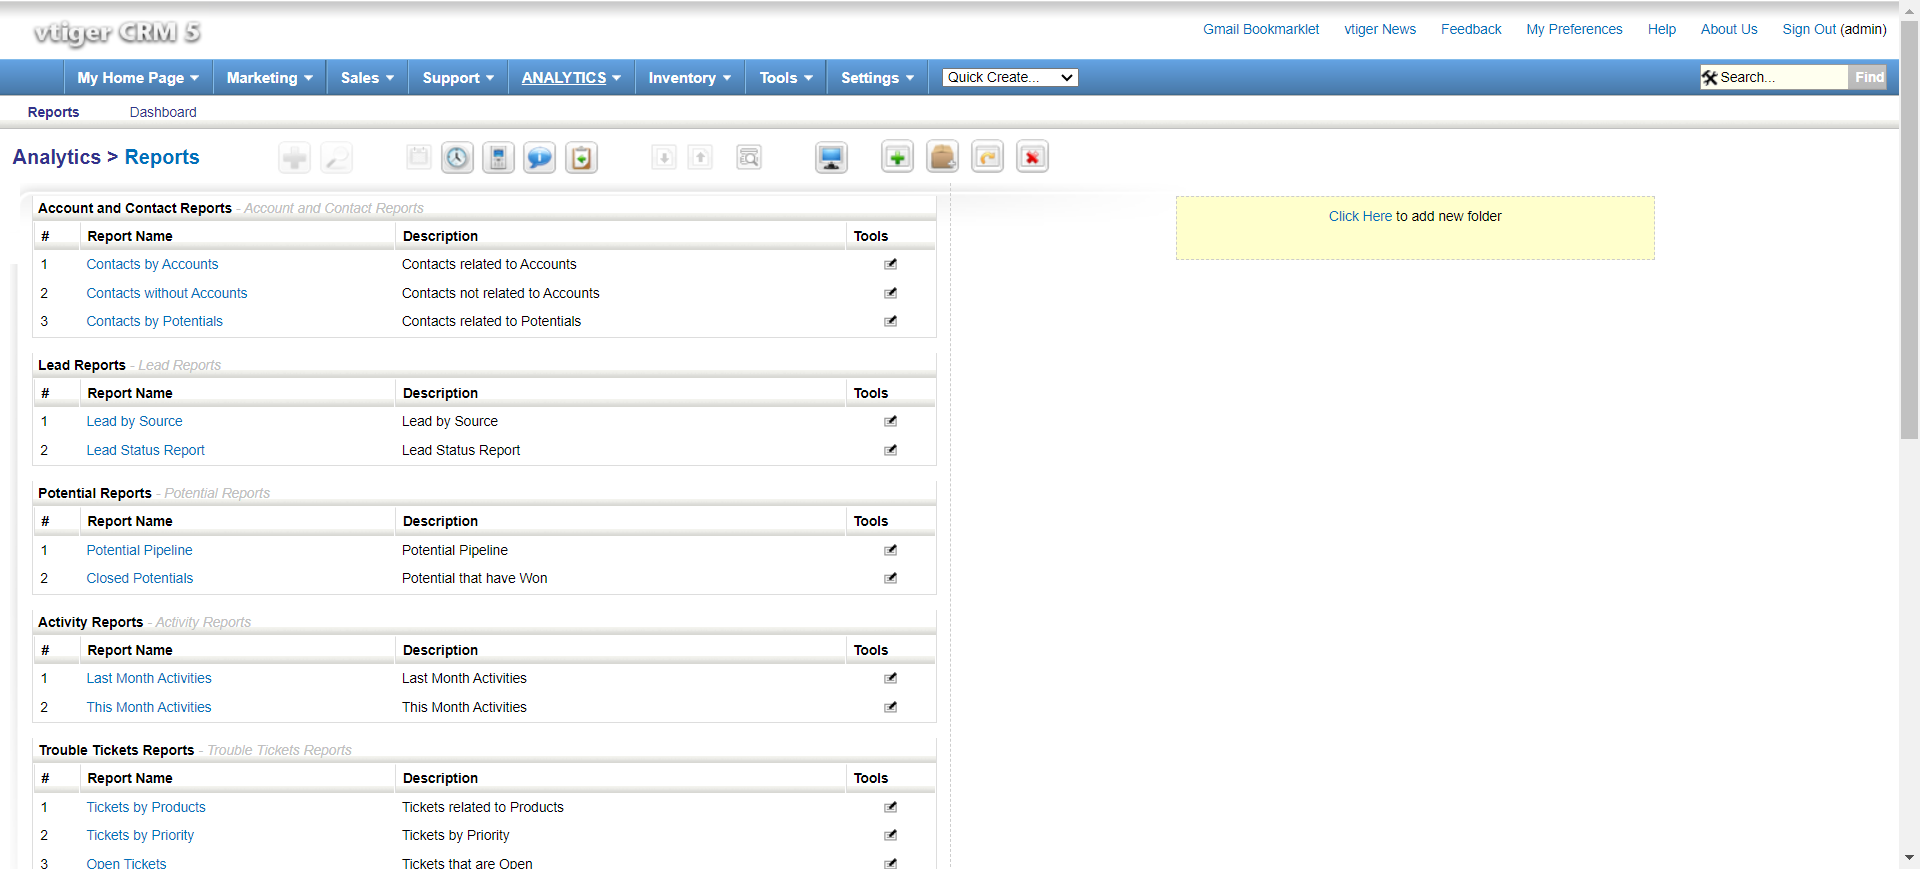 vtiger CRM 5
Gmail Bookmarklet vtiger News Feedback My Preferences Help About Us Sign Out (admin)
My Home Page Marketing Sales Support ANALYTICS Inventory Tools Settings Quick Create... Search... Find
Reports Dashboard
Analytics > Reports
Click Here to add new folder
Account and Contact Reports - Account and Contact Reports
# Report Name Description Tools
1 Contacts by Accounts Contacts related to Accounts
2 Contacts without Accounts Contacts not related to Accounts
3 Contacts by Potentials Contacts related to Potentials
Lead Reports - Lead Reports
# Report Name Description Tools
1 Lead by Source Lead by Source
2 Lead Status Report Lead Status Report
Potential Reports - Potential Reports
# Report Name Description Tools
1 Potential Pipeline Potential Pipeline
2 Closed Potentials Potential that have Won
Activity Reports - Activity Reports
# Report Name Description Tools
1 Last Month Activities Last Month Activities
2 This Month Activities This Month Activities
Trouble Tickets Reports - Trouble Tickets Reports
# Report Name Description Tools
1 Tickets by Products Tickets related to Products
2 Tickets by Priority Tickets by Priority
3 Open Tickets Tickets that are Open